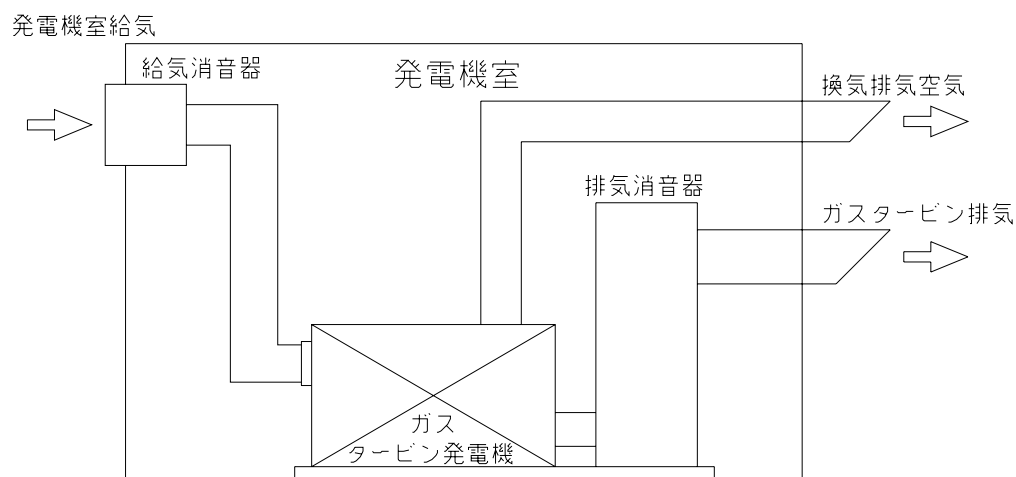 発電機室給気
給気消音器
発電機室
換気排気空気
排気消音器
ガスタービン排気
ガス
タービン発電機